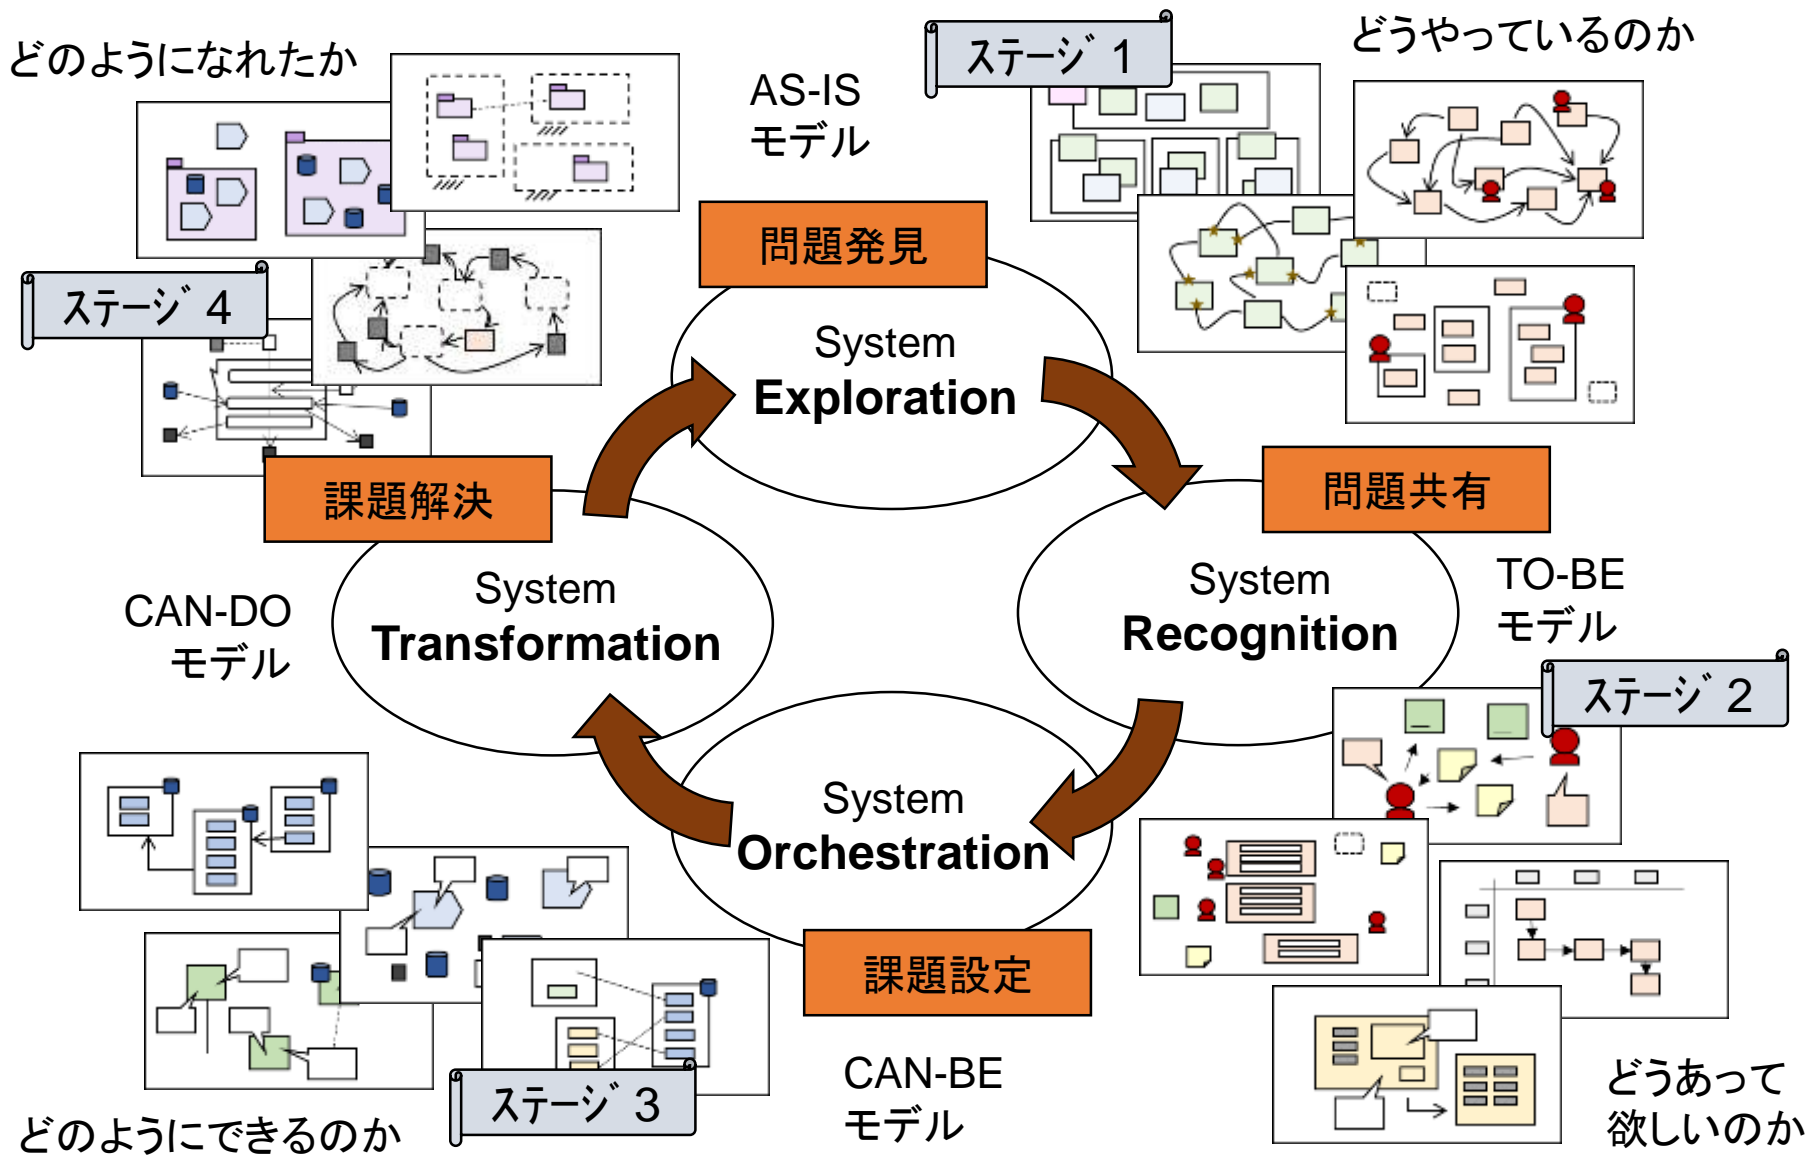 どのようになれたか
AS-IS
モデル
ステージ 1
どうやっているのか
問題発見
ステージ 4
System
Exploration
課題解決
問題共有
System
Transformation
System
Recognition
CAN-DO
モデル
TO-BE
モデル
ステージ 2
System
Orchestration
課題設定
ステージ 3
CAN-BE
モデル
どのようにできるのか
どうあって
欲しいのか